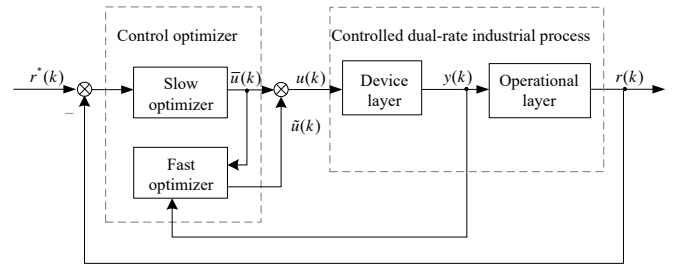 Control optimizer
Controlled dual-rate industrial process
r*(k)
−
Slow
optimizer
u̅(k)
u(k)
ũ(k)
Device
layer
y(k)
Operational
layer
r(k)
Fast
optimizer